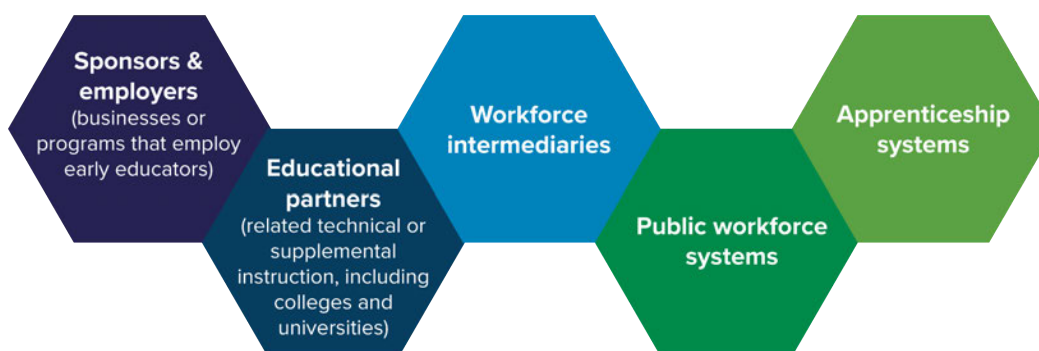 Sponsors &
employers
(businesses or
programs that employ
early educators)
Educational
partners
(related technical or
supplemental
instruction, including
colleges and
universities)
Workforce
intermediaries
Public workforce
systems
Apprenticeship
systems